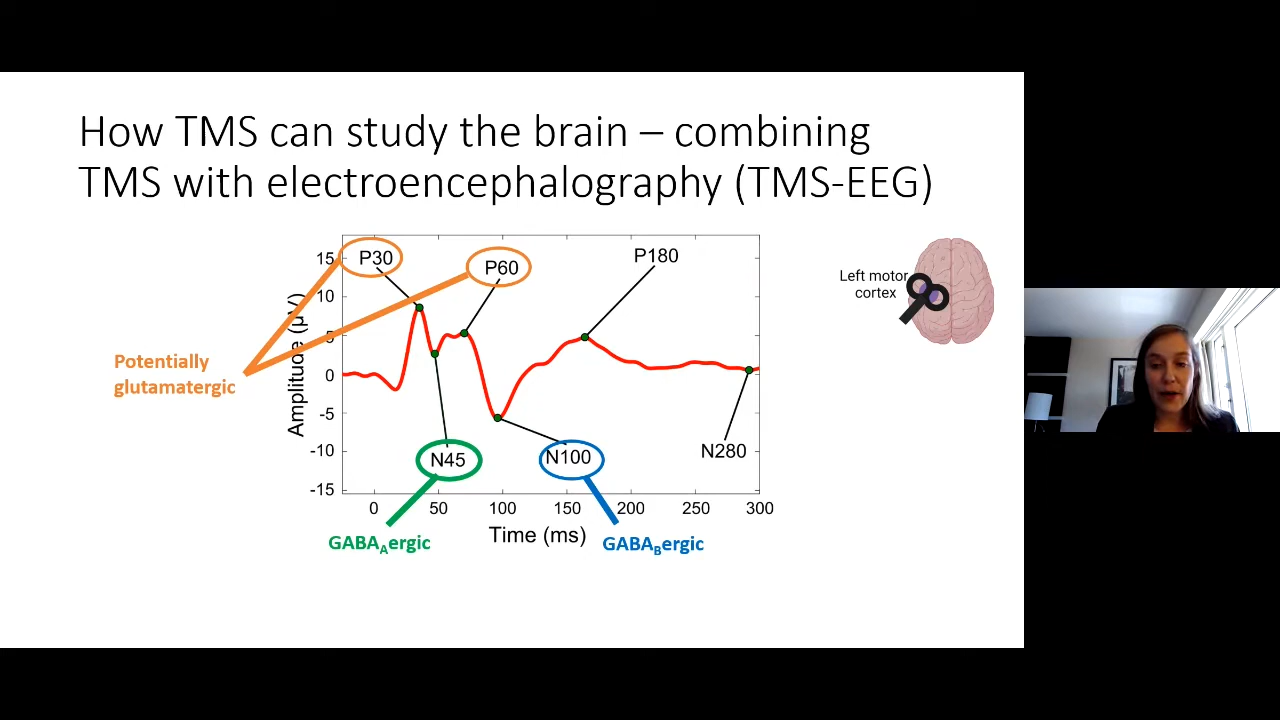 How TMS can study the brain – combining
TMS with electroencephalography (TMS-EEG)
P30
P60
P180
Left motor
cortex
Potentially
glutamatergic
Amplitude (µV)
15
10
5
0
-5
-10
-15
N45
N100
N280
0 50 100 150 200 250 300
Time (ms)
GABAAergic
GABABergic